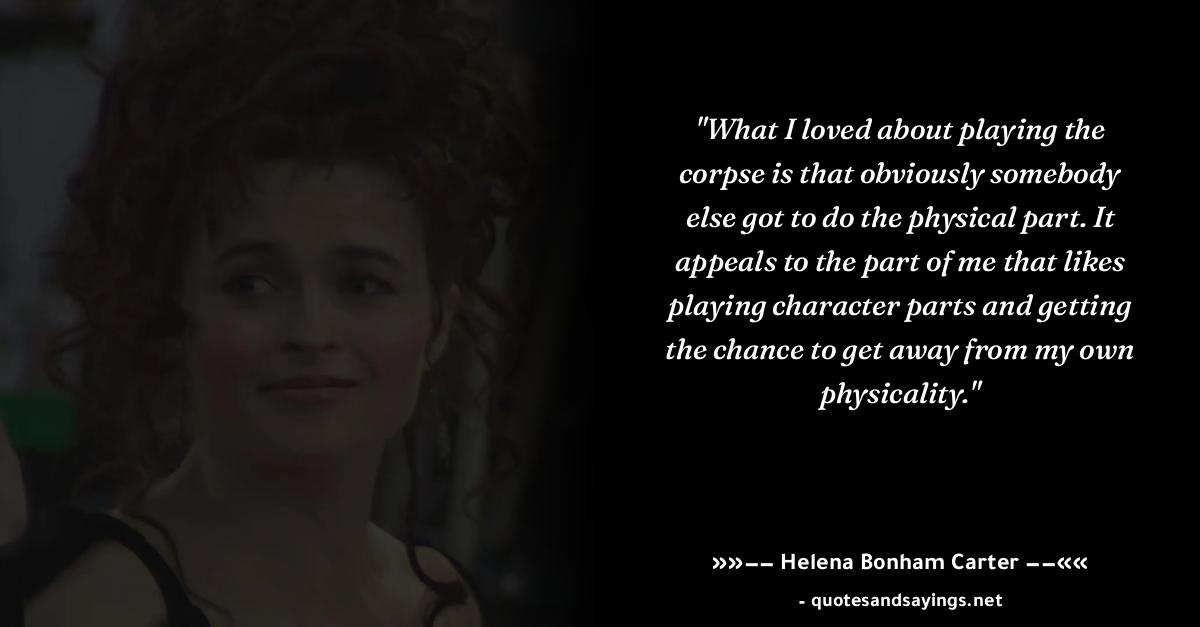 "What I loved about playing the
corpse is that obviously somebody
else got to do the physical part. It
appeals to the part of me that likes
playing character parts and getting
the chance to get away from my own
physicality."
»»–– Helena Bonham Carter ––««
- quotesandsayings.net